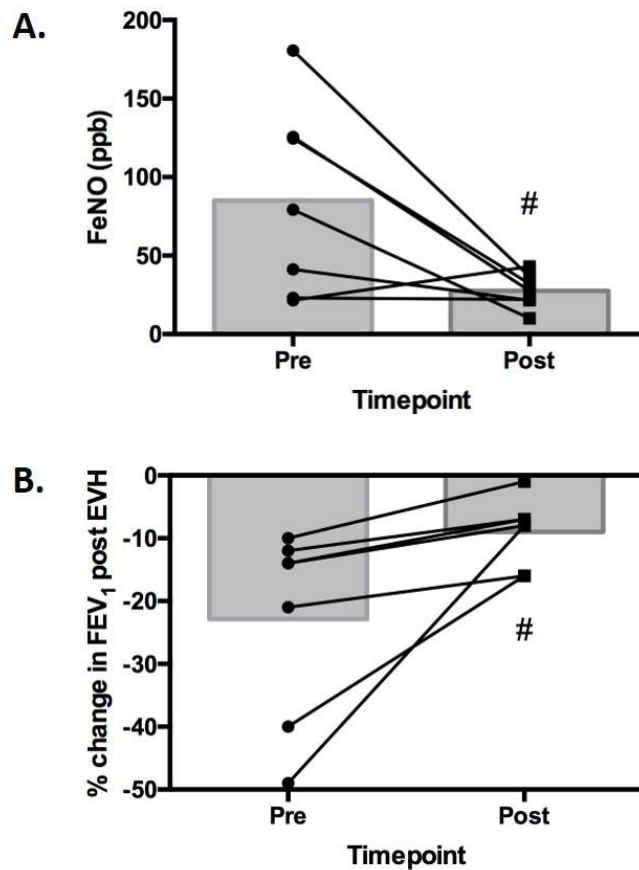 A.
FeNO (ppb)
200
150
100
50
0
#
Pre
Post
Timepoint
B.
% change in FEV1 post EVH
0
-10
-20
-30
-40
-50
#
Pre
Post
Timepoint